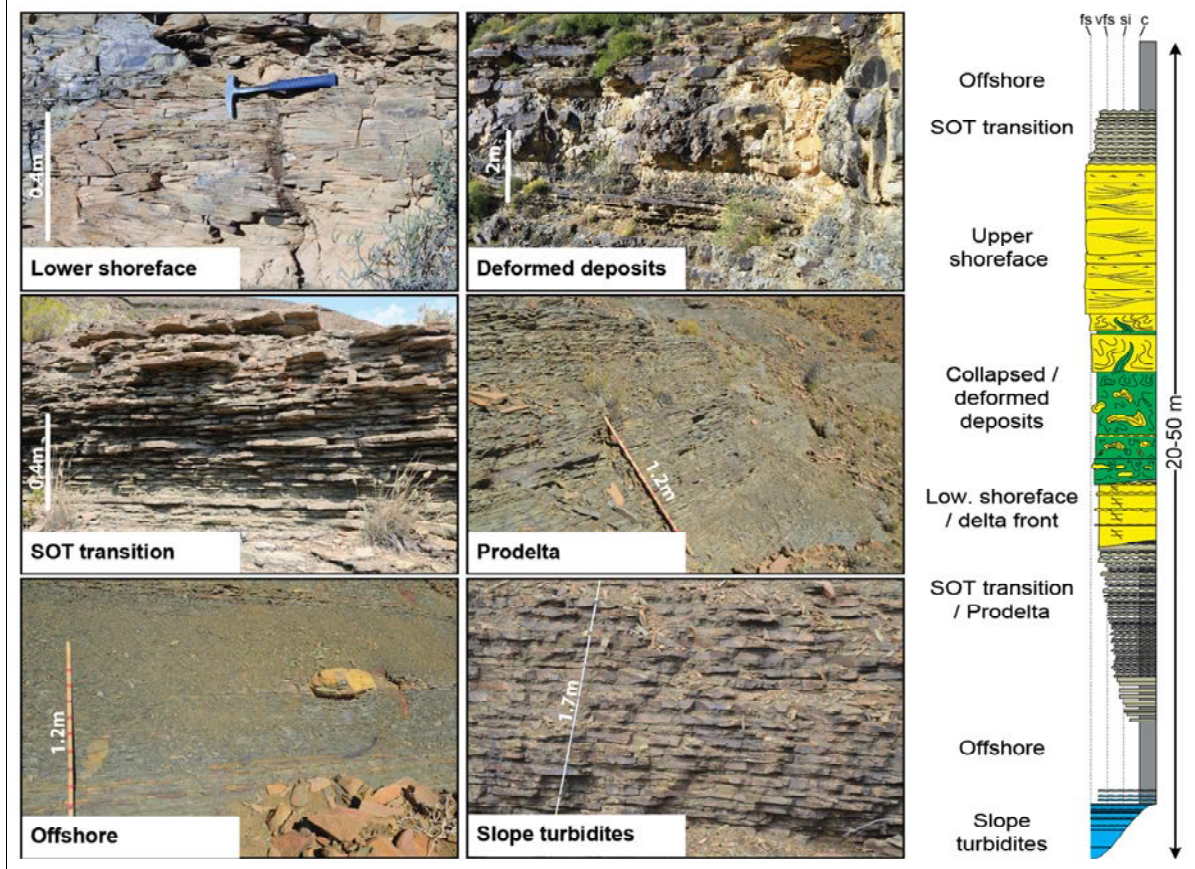 0.4m
Lower shoreface
2m
Deformed deposits
0.4m
SOT transition
1.2m
Prodelta
1.2m
Offshore
1.7m
Slope turbidites
fs vfs si c
Offshore
SOT transition
Upper
shoreface
Collapsed /
deformed
deposits
Low. shoreface
/ delta front
SOT transition
/ Prodelta
Offshore
Slope
turbidites
20-50 m